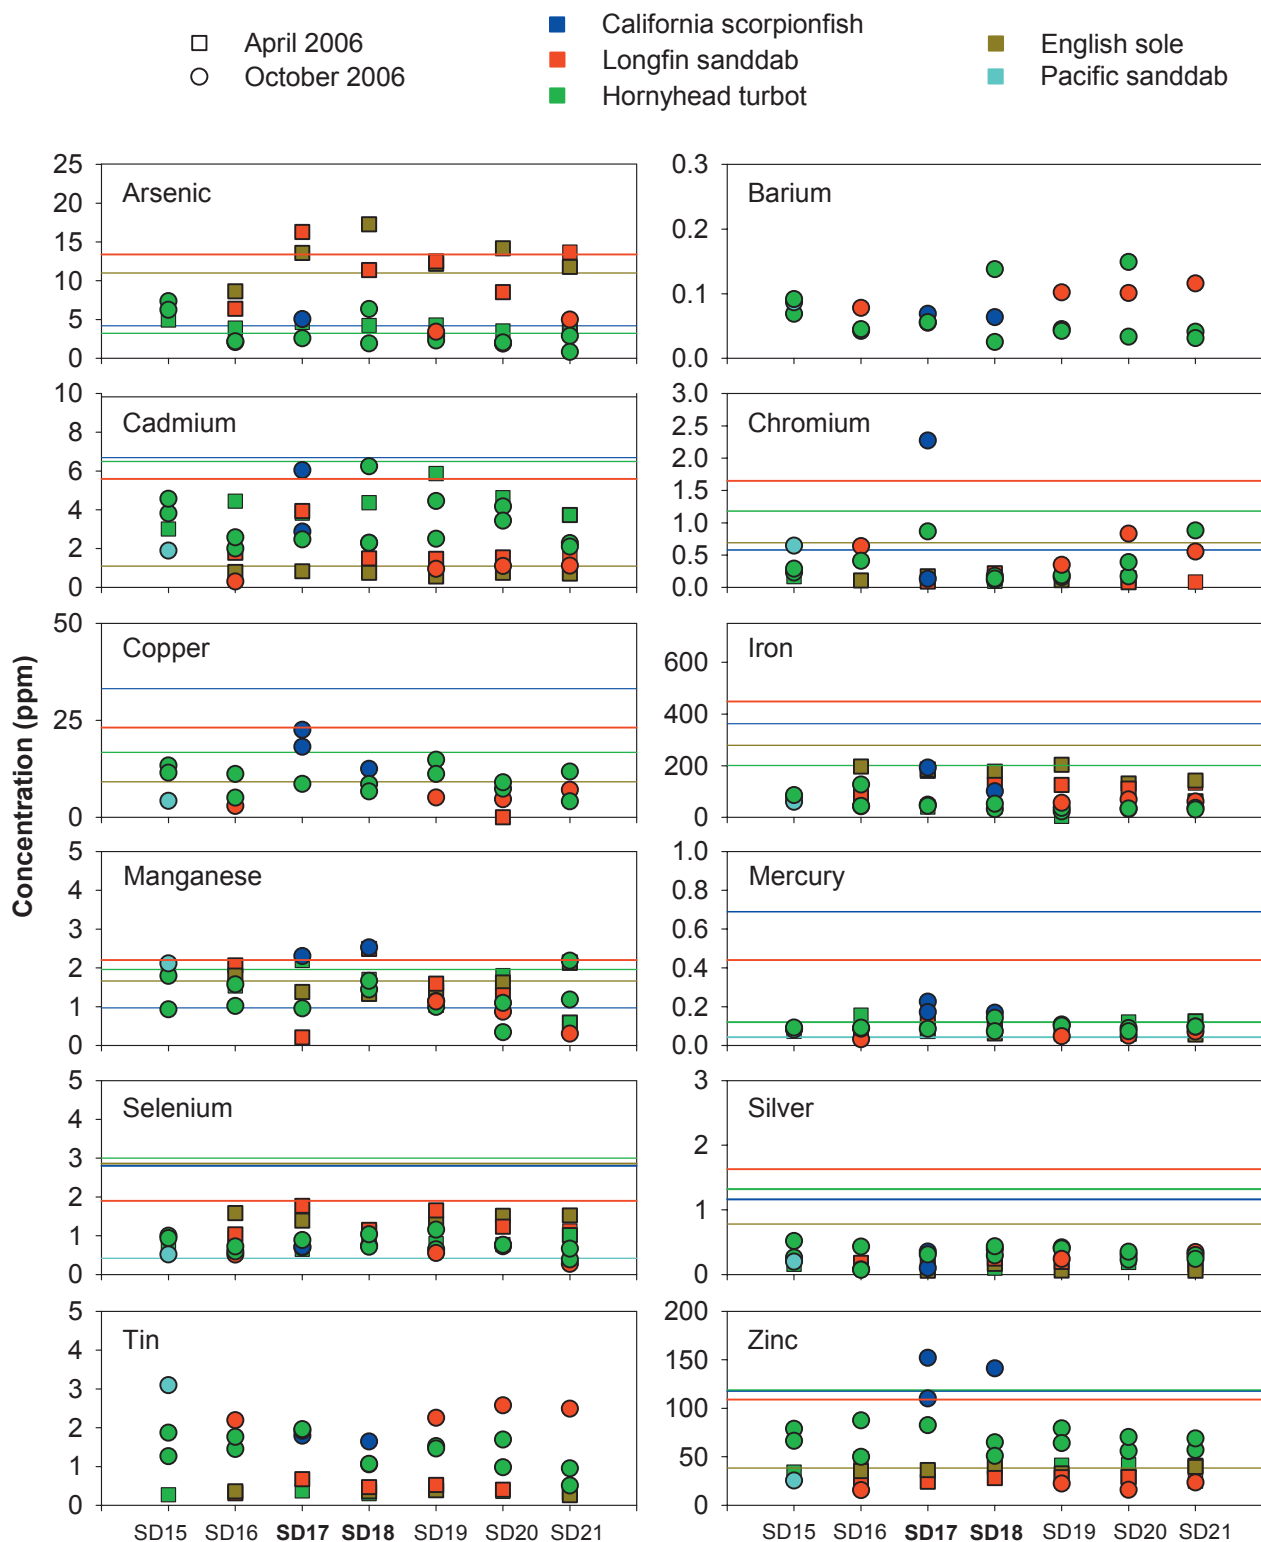 April 2006
October 2006
California scorpionfish
Longfin sanddab
Hornyhead turbot
English sole
Pacific sanddab
Concentration (ppm)
Arsenic
25
20
15
10
5
0
Barium
0.3
0.2
0.1
0.0
Cadmium
10
8
6
4
2
0
Chromium
3.0
2.5
2.0
1.5
1.0
0.5
0.0
Copper
50
25
0
Iron
600
400
200
0
Manganese
5
4
3
2
1
0
Mercury
1.0
0.8
0.6
0.4
0.2
0.0
Selenium
5
4
3
2
1
0
Silver
3
2
1
0
Tin
5
4
3
2
1
0
Zinc
200
150
100
50
0
SD15 SD16 SD17 SD18 SD19 SD20 SD21
SD15 SD16 SD17 SD18 SD19 SD20 SD21